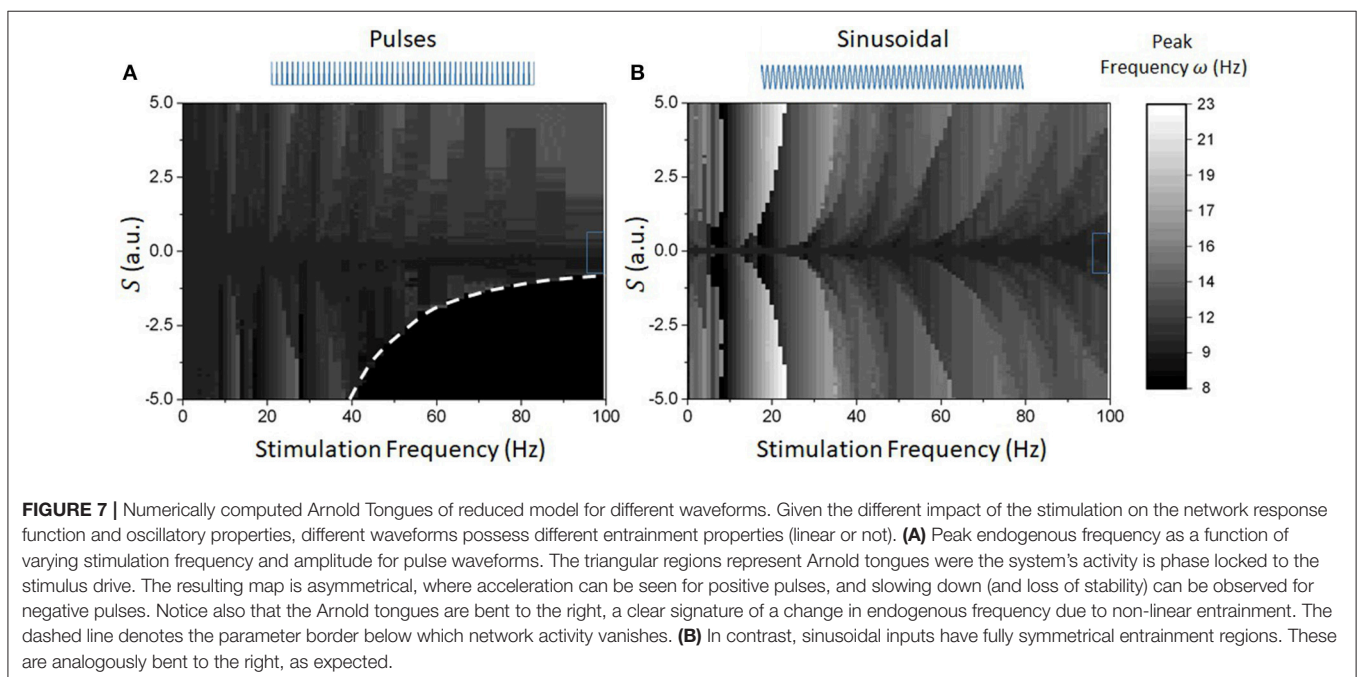 Pulses
Sinusoidal
Peak
Frequency ω (Hz)
A
B
5.0
2.5
0.0
-2.5
-5.0
S (a.u.)
0 20 40 60 80 100
Stimulation Frequency (Hz)
5.0
2.5
0.0
-2.5
-5.0
S (a.u.)
0 20 40 60 80 100
Stimulation Frequency (Hz)
23
21
19
17
16
14
13
12
9
8
FIGURE 7 | Numerically computed Arnold Tongues of reduced model for different waveforms. Given the different impact of the stimulation on the network response
function and oscillatory properties, different waveforms possess different entrainment properties (linear or not). (A) Peak endogenous frequency as a function of
varying stimulation frequency and amplitude for pulse waveforms. The triangular regions represent Arnold tongues were the system's activity is phase locked to the
stimulus drive. The resulting map is asymmetrical, where acceleration can be seen for positive pulses, and slowing down (and loss of stability) can be observed for
negative pulses. Notice also that the Arnold tongues are bent to the right, a clear signature of a change in endogenous frequency due to non-linear entrainment. The
dashed line denotes the parameter border below which network activity vanishes. (B) In contrast, sinusoidal inputs have fully symmetrical entrainment regions. These
are analogously bent to the right, as expected.